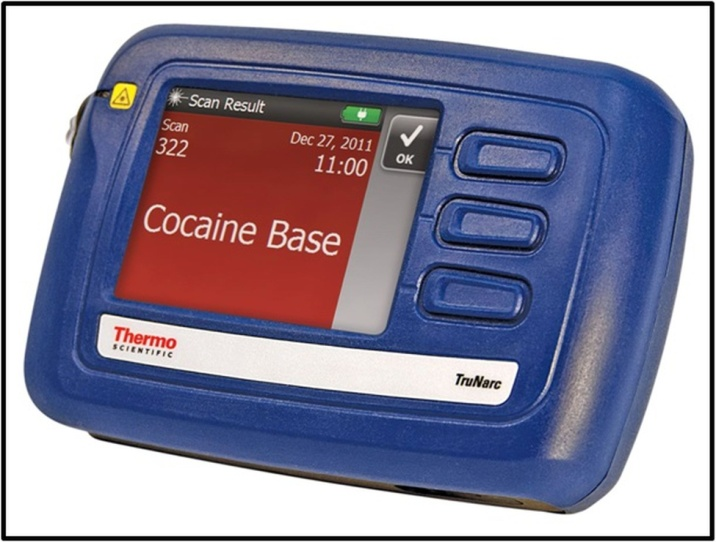 Scan Result
Scan
322
Dec 27, 2011
11:00
OK
Cocaine Base
Thermo
SCIENTIFIC
TruNarc